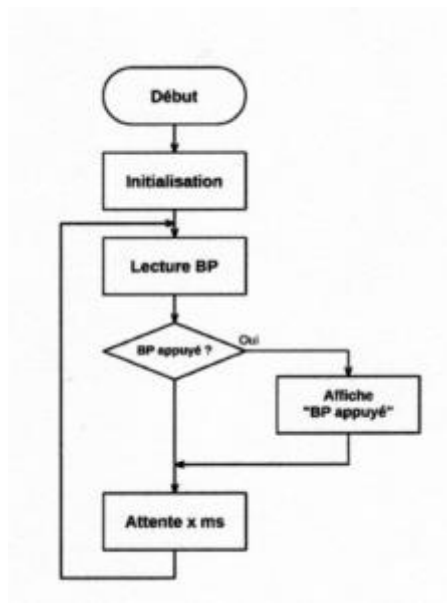 Début
Initialisation
Lecture BP
BP appuyé ?
Oui
Affiche
"BP appuyé"
Attente x ms